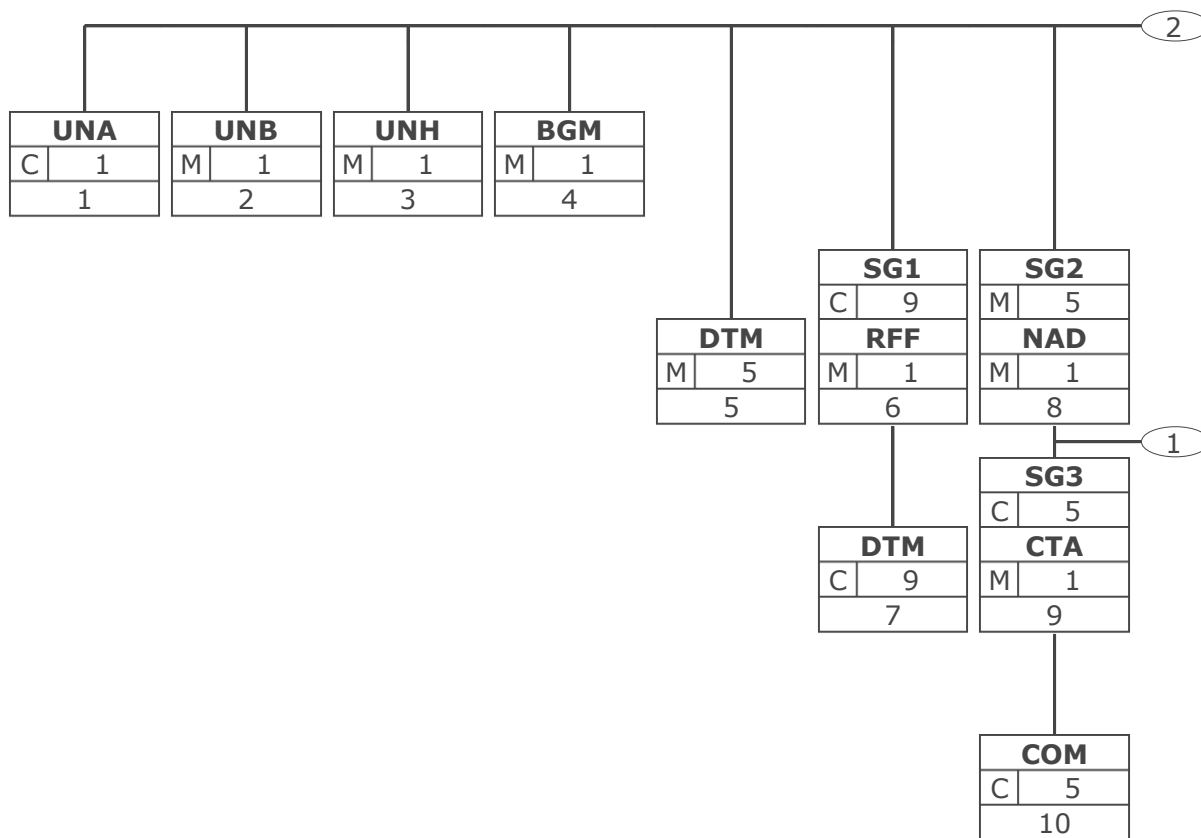 2
UNA UNB UNH BGM
C 1 M 1 M 1 M 1
1 2 3 4
SG1 SG2
C 9 M 5
DTM RFF NAD
M 5 M 1 M 1
5 6 8
1
SG3
C 5
DTM CTA
C 9 M 1
7 9
COM
C 5
10